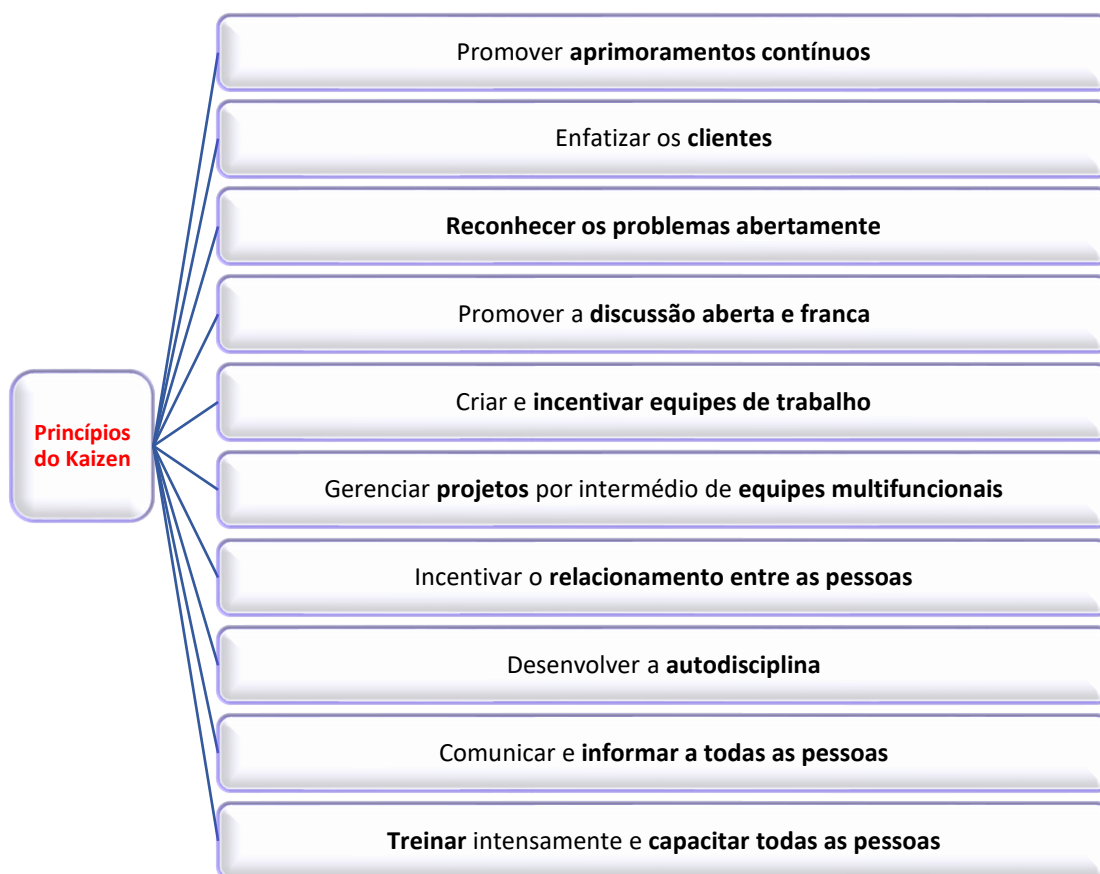 Promover aprimoramentos contínuos
Enfatizar os clientes
Reconhecer os problemas abertamente
Promover a discussão aberta e franca
Criar e incentivar equipes de trabalho
Princípios
do Kaizen
Gerenciar projetos por intermédio de equipes multifuncionais
Incentivar o relacionamento entre as pessoas
Desenvolver a autodisciplina
Comunicar e informar a todas as pessoas
Treinar intensamente e capacitar todas as pessoas